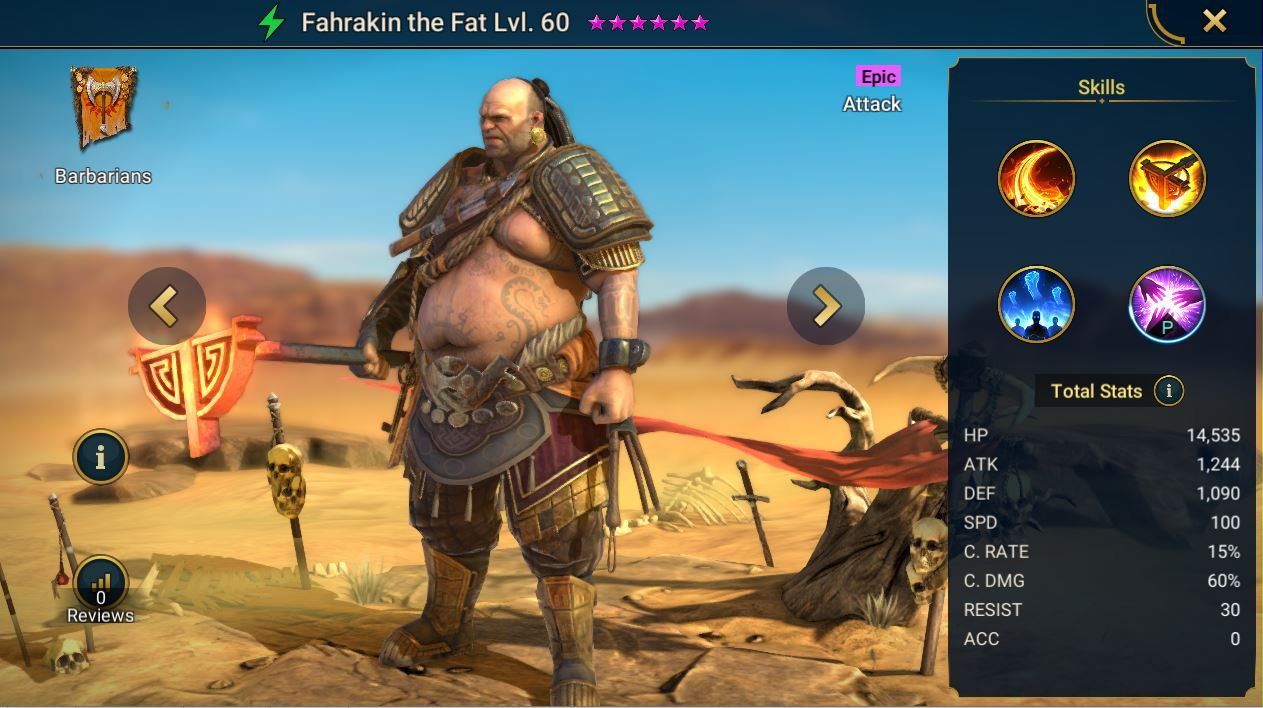 Fahrakin the Fat Lvl. 60
Barbarians
Epic
Attack
0
Reviews
Skills
P
Total Stats
HP 14,535
ATK 1,244
DEF 1,090
SPD 100
C. RATE 15%
C. DMG 60%
RESIST 30
ACC 0